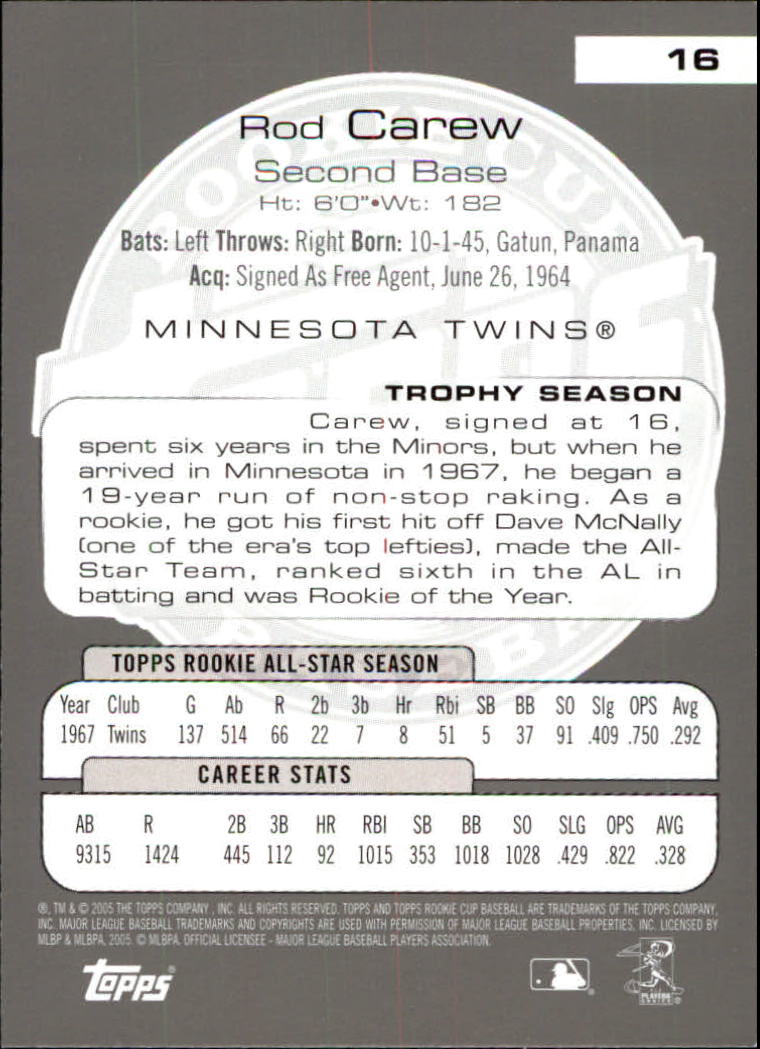 16
Rod Carew
Second Base
Ht: 6'0"•Wt: 182
Bats: Left Throws: Right Born: 10-1-45, Gatun, Panama
Acq: Signed As Free Agent, June 26, 1964
MINNESOTA TWINS®
TROPHY SEASON
Carew, signed at 16,
spent six years in the Minors, but when he
arrived in Minnesota in 1967, he began a
19-year run of non-stop raking. As a
rookie, he got his first hit off Dave McNally
(one of the era's top lefties), made the All-
Star Team, ranked sixth in the AL in
batting and was Rookie of the Year.
TOPPS ROOKIE ALL-STAR SEASON
Year Club G Ab R 2b 3b Hr Rbi SB BB SO Slg OPS Avg
1967 Twins 137 514 66 22 7 8 51 5 37 91 .409 .750 .292
CAREER STATS
AB R 2B 3B HR RBI SB BB SO SLG OPS AVG
9315 1424 445 112 92 1015 353 1018 1028 .429 .822 .328
®, TM & © 2005 THE TOPPS COMPANY, INC. ALL RIGHTS RESERVED. TOPPS AND TOPPS ROOKIE CUP BASEBALL ARE TRADEMARKS OF THE TOPPS COMPANY,
INC. MAJOR LEAGUE BASEBALL TRADEMARKS AND COPYRIGHTS ARE USED WITH PERMISSION OF MAJOR LEAGUE BASEBALL PROPERTIES, INC. LICENSED BY
MLBP & MLBPA, 2005. © MLBPA. OFFICIAL LICENSEE - MAJOR LEAGUE BASEBALL PLAYERS ASSOCIATION.
Topps®
PLAYERS
CHOICE ®